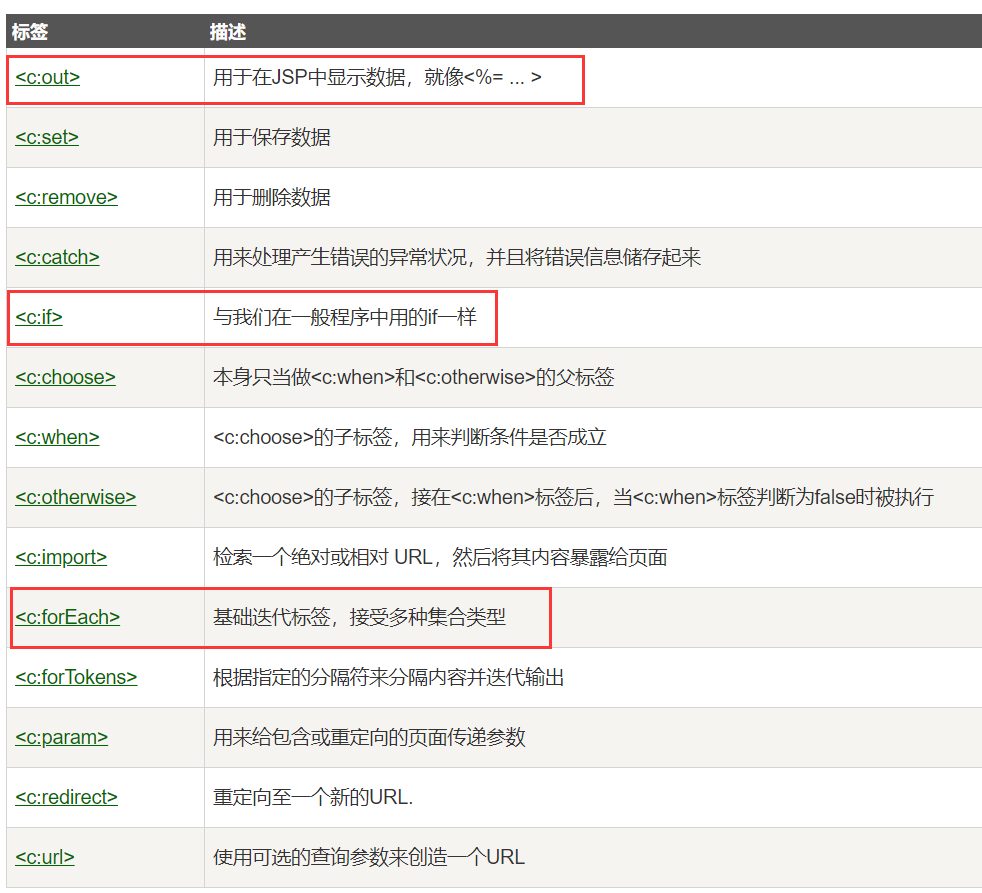 标签 描述
<c:out> 用于在JSP中显示数据，就像<%= ... >
<c:set> 用于保存数据
<c:remove> 用于删除数据
<c:catch> 用来处理产生错误的异常状况，并且将错误信息储存起来
<c:if> 与我们在一般程序中用的if一样
<c:choose> 本身只当做<c:when>和<c:otherwise>的父标签
<c:when> <c:choose>的子标签，用来判断条件是否成立
<c:otherwise> <c:choose>的子标签，接在<c:when>标签后，当<c:when>标签判断为false时被执行
<c:import> 检索一个绝对或相对 URL，然后将其内容暴露给页面
<c:forEach> 基础迭代标签，接受多种集合类型
<c:forTokens> 根据指定的分隔符来分隔内容并迭代输出
<c:param> 用来给包含或重定向的页面传递参数
<c:redirect> 重定向至一个新的URL.
<c:url> 使用可选的查询参数来创造一个URL